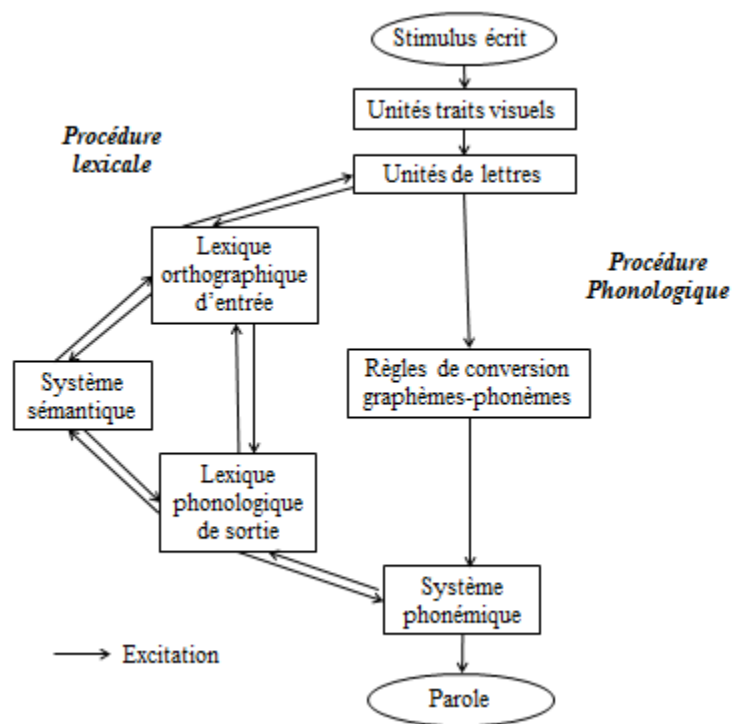 Stimulus écrit
Unités traits visuels
Procédure
lexicale
Unités de lettres
Lexique
orthographique
d'entrée
Procédure
Phonologique
Système
sémantique
Règles de conversion
graphèmes-phonèmes
Lexique
phonologique
de sortie
Système
phonémique
Excitation
Parole